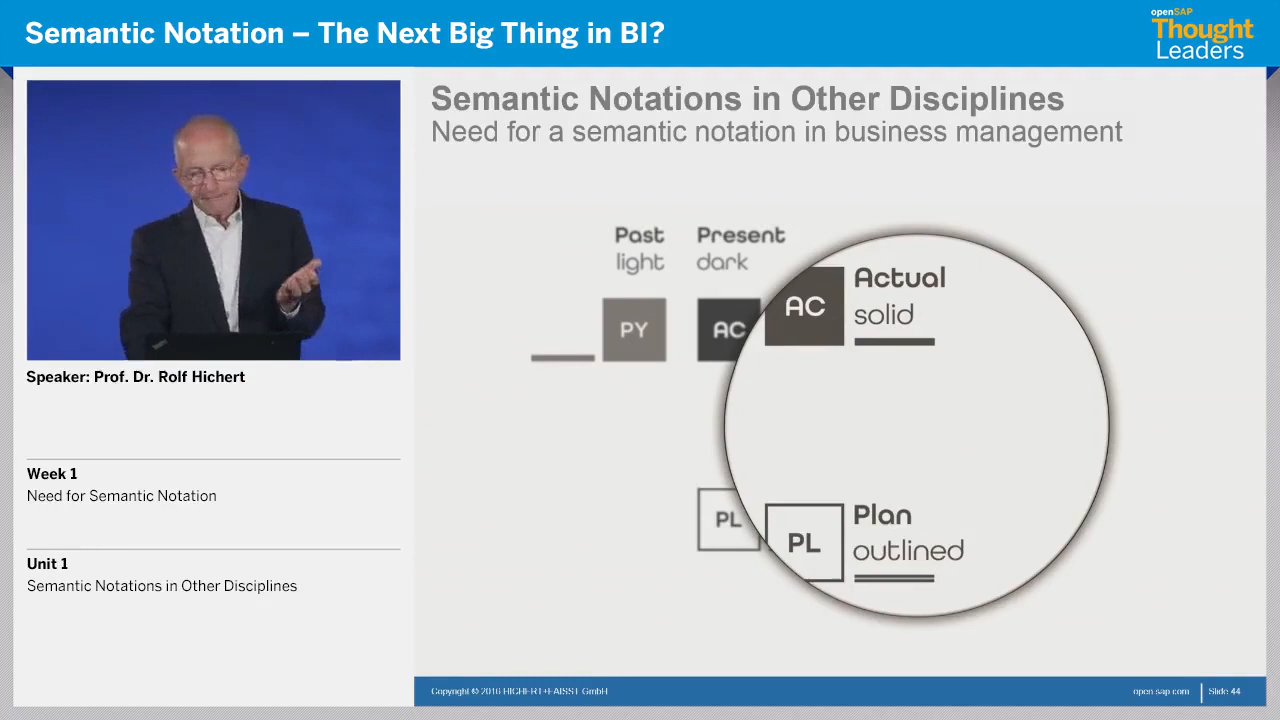 Semantic Notation – The Next Big Thing in BI?
openSAP
Thought
Leaders
Semantic Notations in Other Disciplines
Need for a semantic notation in business management
Past
light
Present
dark
PY
AC
AC
Actual
solid
PL
PL
Plan
outlined
Speaker: Prof. Dr. Rolf Hichert
Week 1
Need for Semantic Notation
Unit 1
Semantic Notations in Other Disciplines
Copyright © 2016 HICHERT+FAISST GmbH
open.sap.com
Slide 44